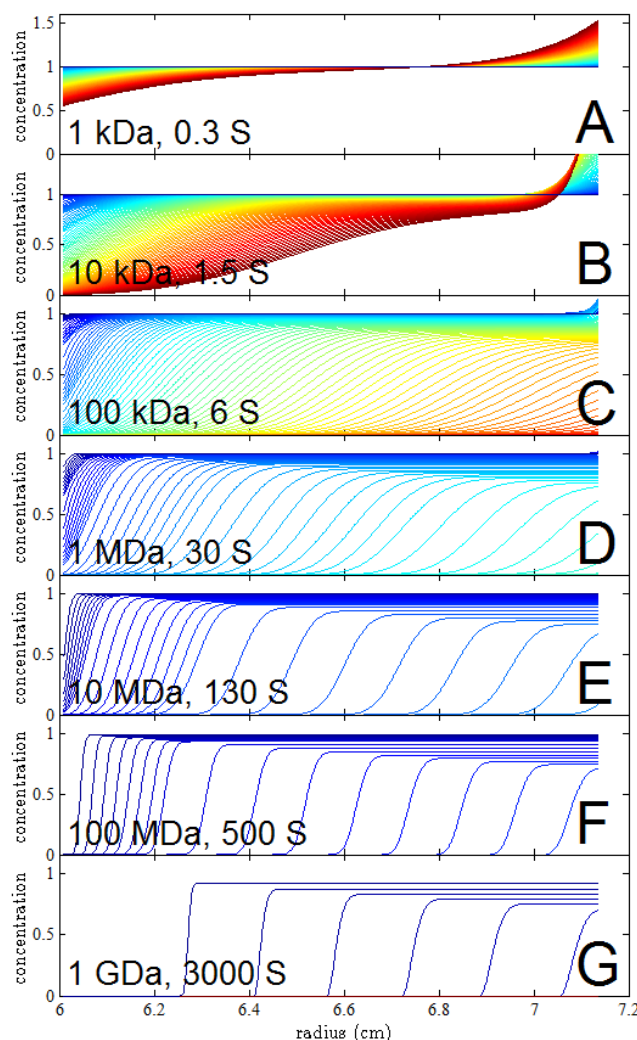 1.5
1
0.5
0
concentration
1 kDa, 0.3 S
A
1
0.5
0
concentration
10 kDa, 1.5 S
B
1
0.5
0
concentration
100 kDa, 6 S
C
1
0.5
0
concentration
1 MDa, 30 S
D
1
0.5
0
concentration
10 MDa, 130 S
E
1
0.5
0
concentration
100 MDa, 500 S
F
1
0.5
0
concentration
1 GDa, 3000 S
G
6 6.2 6.4 6.6 6.8 7 7.2
radius (cm)